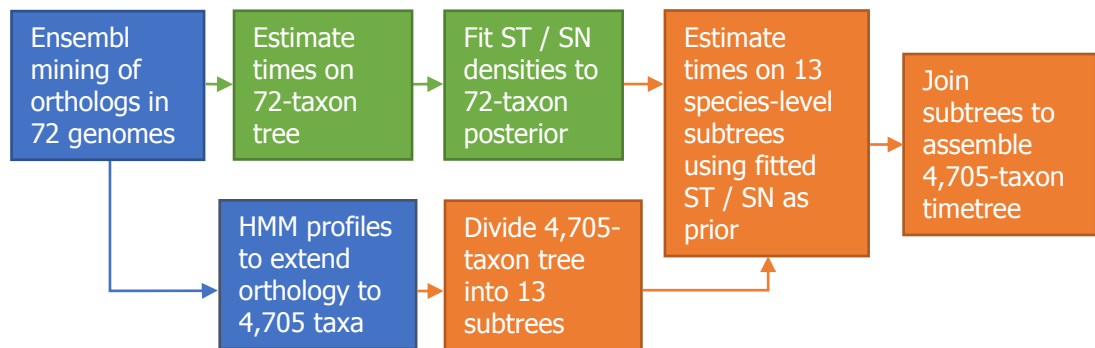 Ensembl
mining of
orthologs in
72 genomes
Estimate
times on
72-taxon
tree
Fit ST / SN
densities to
72-taxon
posterior
Estimate
times on 13
species-level
subtrees
using fitted
ST / SN as
prior
Join
subtrees to
assemble
4,705-taxon
timetree
HMM profiles
to extend
orthology to
4,705 taxa
Divide 4,705-
taxon tree
into 13
subtrees